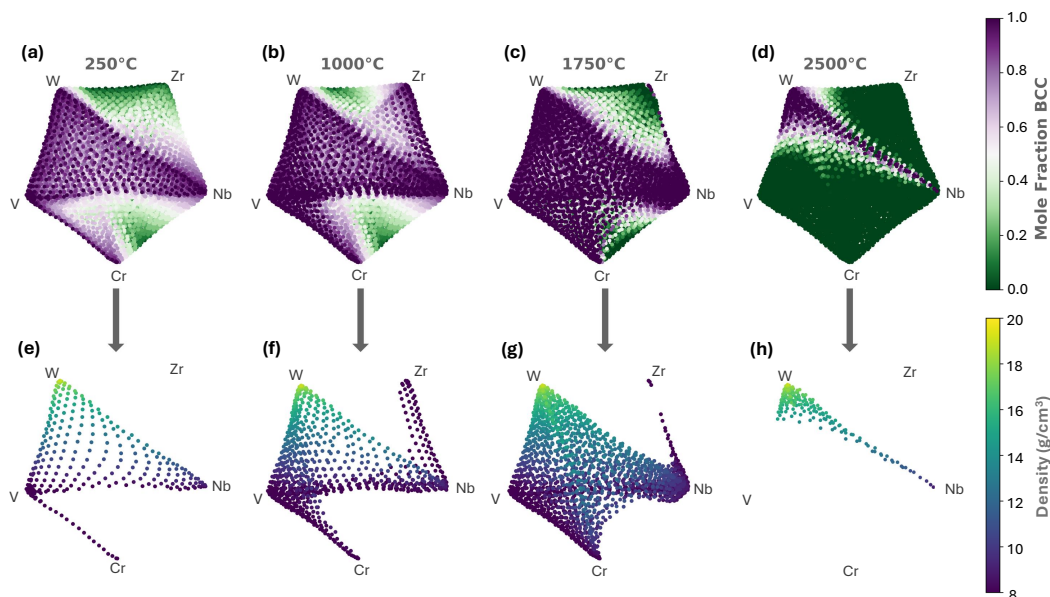 (a)
250°C
W
Zr
V
Nb
Cr
(b)
1000°C
W
Zr
V
Nb
Cr
(c)
1750°C
W
Zr
V
Nb
Cr
(d)
2500°C
W
Zr
V
Nb
Cr
1.0
0.8
0.6
0.4
0.2
0.0
Mole Fraction BCC
(e)
W
Zr
V
Nb
Cr
(f)
W
Zr
V
Nb
Cr
(g)
W
Zr
V
Nb
Cr
(h)
W
Zr
V
Nb
Cr
20
18
16
14
12
10
8
Density (g/cm³)